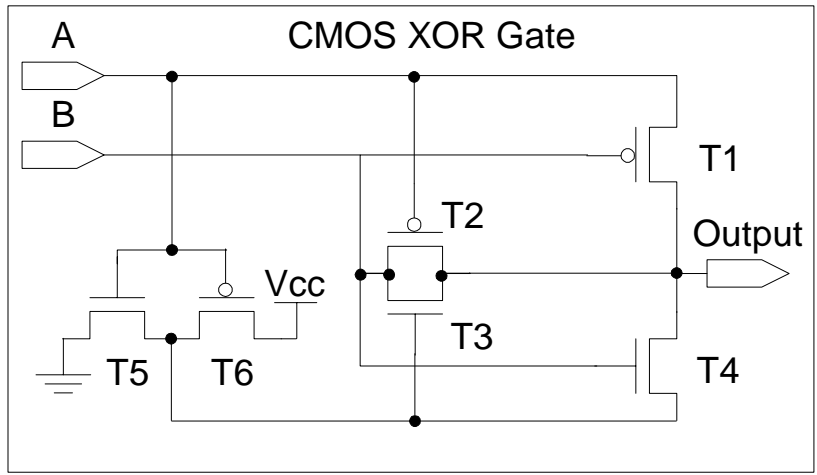 CMOS XOR Gate
A
B
T1
T2
Output
Vcc
T3
T5
T6
T4